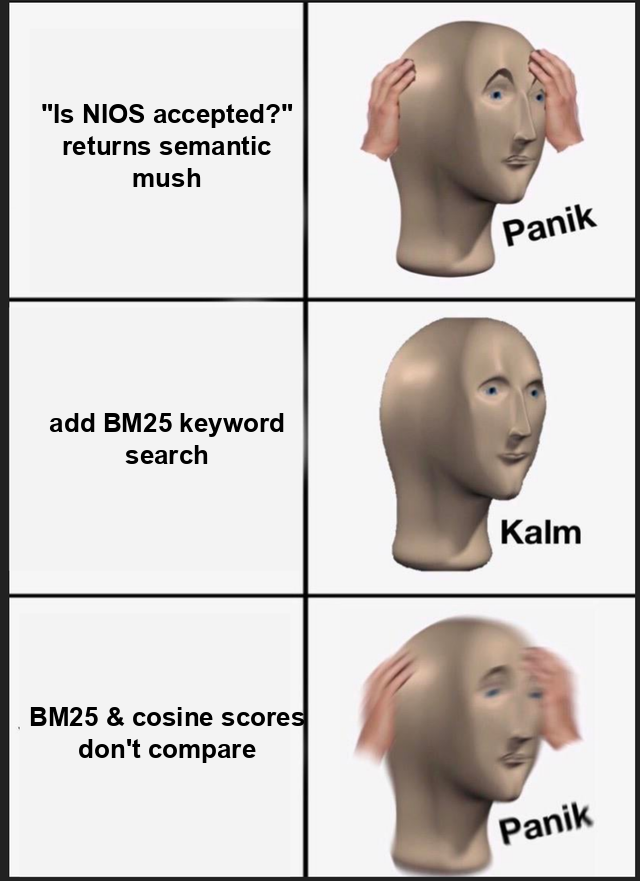 "Is NIOS accepted?"
returns semantic
mush
Panik
add BM25 keyword
search
Kalm
BM25 & cosine scores
don't compare
Panik